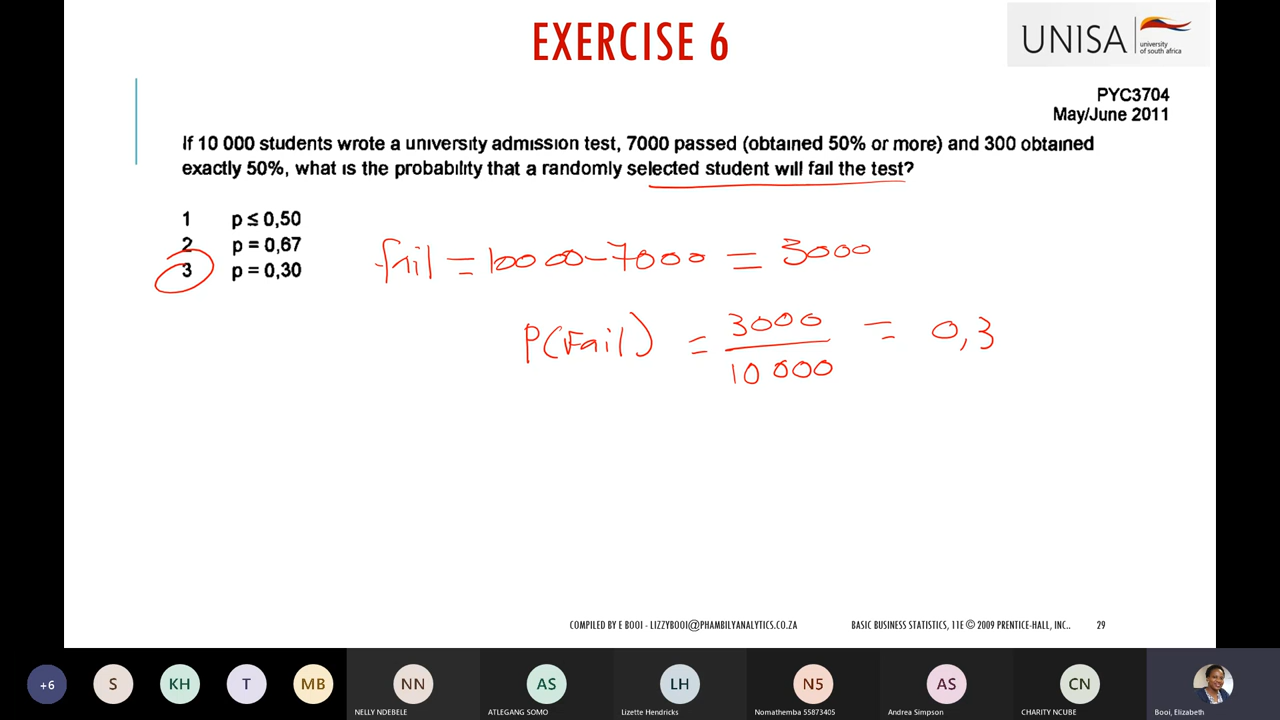 EXERCISE 6
UNISA
university
of south africa
PYC3704
May/June 2011
If 10 000 students wrote a university admission test, 7000 passed (obtained 50% or more) and 300 obtained
exactly 50%, what is the probability that a randomly selected student will fail the test?
1 p ≤ 0,50
2 p = 0,67
3 p = 0,30
fail = 10000-7000 = 3000
P(Fail) = 3000/10 000 = 0,3
COMPILED BY E BOOI - LIZZYBOOI@PHAMBILYANALYTICS.CO.ZA
BASIC BUSINESS STATISTICS, 11E © 2009 PRENTICE-HALL, INC..
29
+6 S KH T MB NN AS LH N5 AS CN
NELLY NDEBELE ATLEGANG SOMO Lizette Hendricks Nomathemba 55873405 Andrea Simpson CHARITY NCUBE Booi, Elizabeth